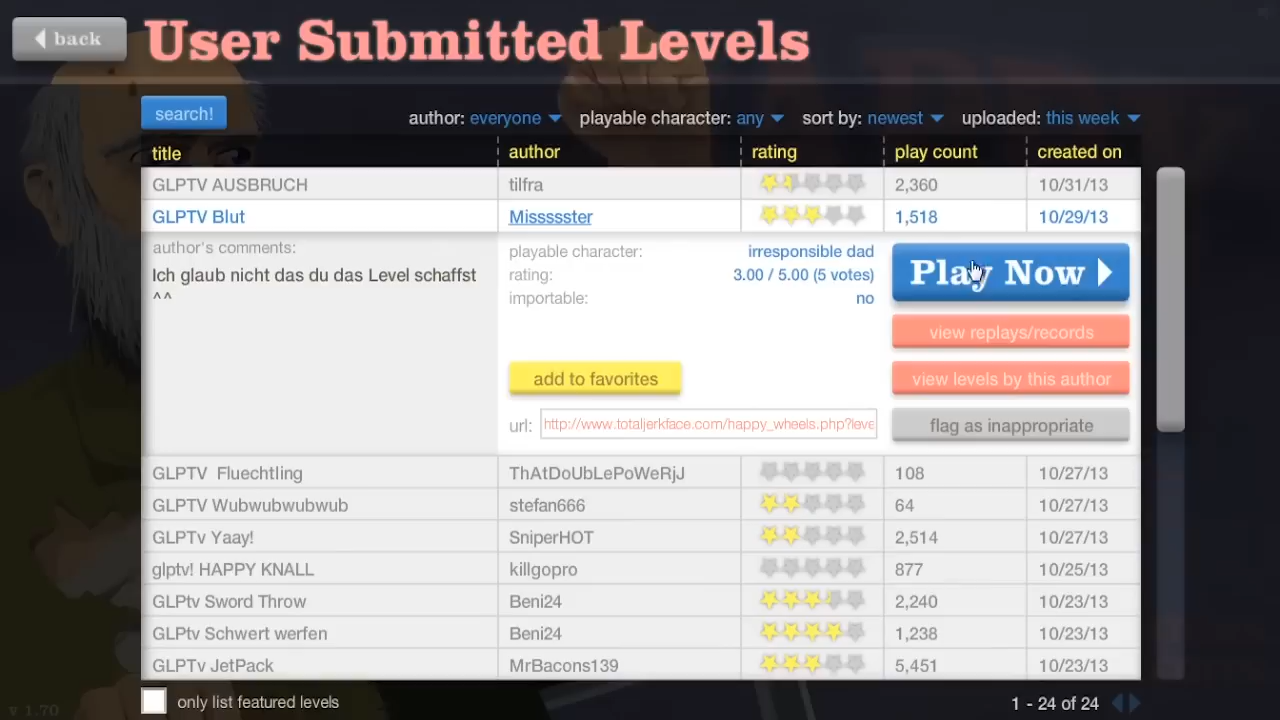 back
User Submitted Levels
search!
author: everyone playable character: any sort by: newest uploaded: this week
title author rating play count created on
GLPTV AUSBRUCH tilfra 2,360 10/31/13
GLPTV Blut Missssster 1,518 10/29/13
author's comments:
Ich glaub nicht das du das Level schaffst
^^
playable character: irresponsible dad
rating: 3.00 / 5.00 (5 votes)
importable: no
add to favorites
url: http://www.totaljerkface.com/happy_wheels.php?leve
Play Now
view replays/records
view levels by this author
flag as inappropriate
GLPTV Fluechtling ThAtDoUbLePoWeRjJ 108 10/27/13
GLPTV Wubwubwubwub stefan666 64 10/27/13
GLPTv Yaay! SniperHOT 2,514 10/27/13
glptv! HAPPY KNALL killgopro 877 10/25/13
GLPtv Sword Throw Beni24 2,240 10/23/13
GLPtv Schwert werfen Beni24 1,238 10/23/13
GLPTv JetPack MrBacons139 5,451 10/23/13
only list featured levels 1 - 24 of 24
v 1.70